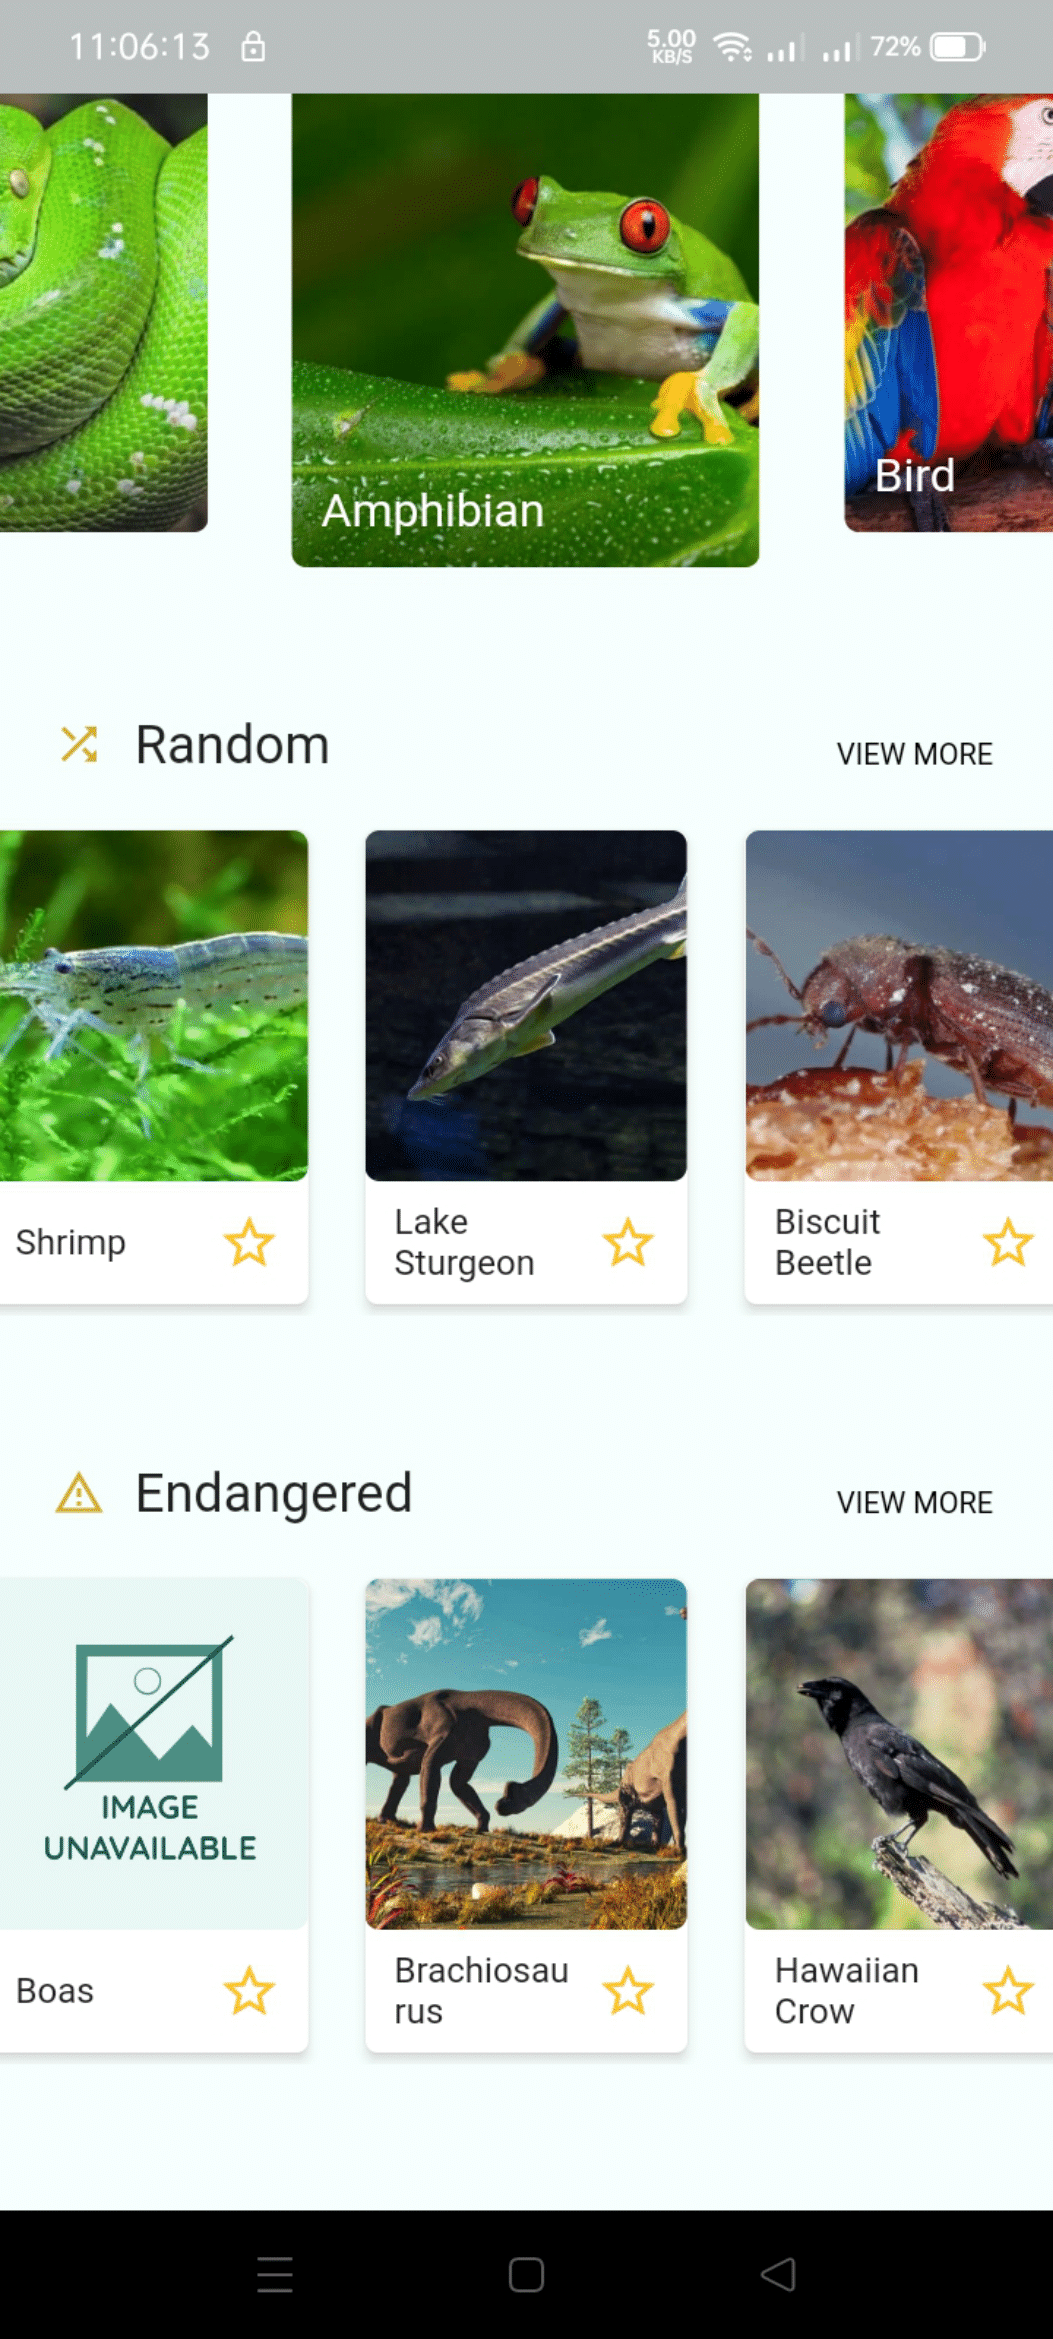 11:06:13
5.00
KB/S
72%
Amphibian
Bird
Random
VIEW MORE
Shrimp
Lake
Sturgeon
Biscuit
Beetle
Endangered
VIEW MORE
IMAGE
UNAVAILABLE
Boas
Brachiosau
rus
Hawaiian
Crow